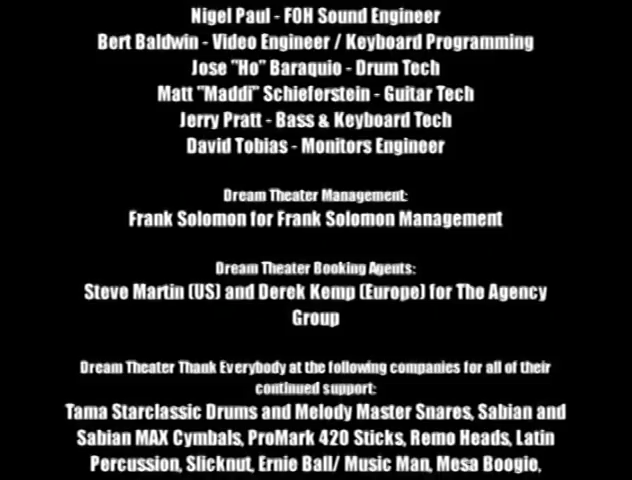 Nigel Paul - FOH Sound Engineer
Bert Baldwin - Video Engineer / Keyboard Programming
Jose "Ho" Baraquio - Drum Tech
Matt "Maddi" Schieferstein - Guitar Tech
Jerry Pratt - Bass & Keyboard Tech
David Tobias - Monitors Engineer
Dream Theater Management:
Frank Solomon for Frank Solomon Management
Dream Theater Booking Agents:
Steve Martin (US) and Derek Kemp (Europe) for The Agency
Group
Dream Theater Thank Everybody at the following companies for all of their
continued support:
Tama Starclassic Drums and Melody Master Snares, Sabian and
Sabian MAX Cymbals, ProMark 420 Sticks, Remo Heads, Latin
Percussion, Slicknut, Ernie Ball/ Music Man, Mesa Boogie,